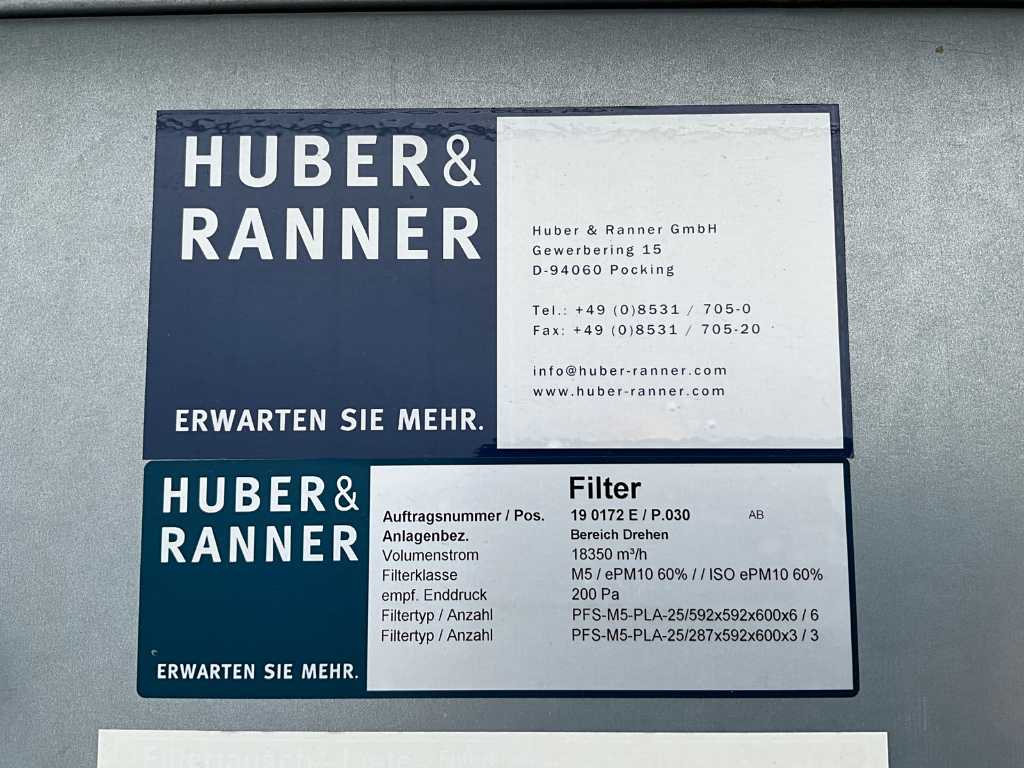 HUBER&
RANNER
ERWARTEN SIE MEHR.
Huber & Ranner GmbH
Gewerbering 15
D-94060 Pocking
Tel.: +49 (0)8531 / 705-0
Fax: +49 (0)8531 / 705-20
info@huber-ranner.com
www.huber-ranner.com
HUBER&
RANNER
ERWARTEN SIE MEHR.
Filter
Auftragsnummer / Pos. 19 0172 E / P.030 AB
Anlagenbez. Bereich Drehen
Volumenstrom 18350 m³/h
Filterklasse M5 / ePM10 60% / / ISO ePM10 60%
empf. Enddruck 200 Pa
Filtertyp / Anzahl PFS-M5-PLA-25/592x592x600x6 / 6
Filtertyp / Anzahl PFS-M5-PLA-25/287x592x600x3 / 3